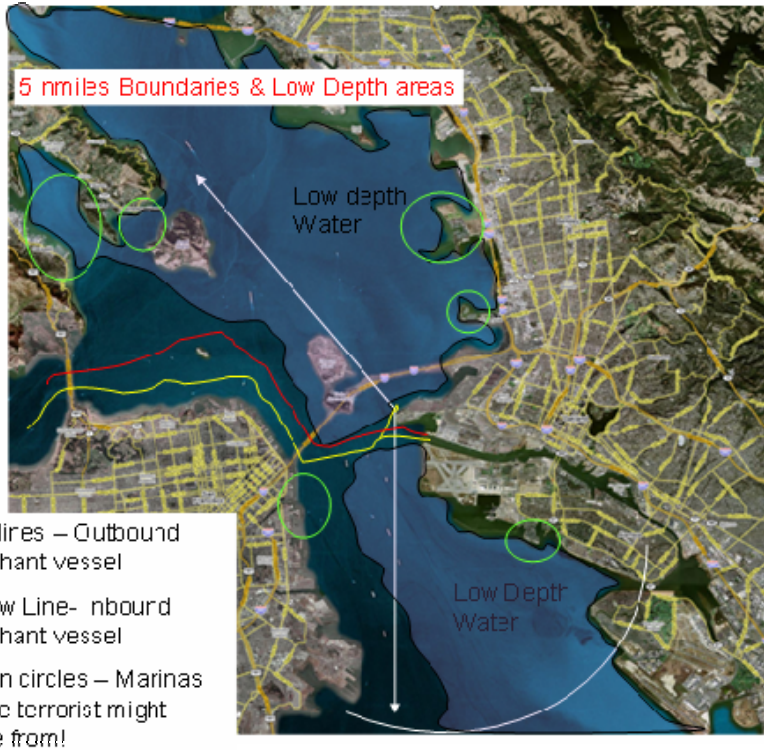 5 nmiles Boundaries & Low Depth areas
Low depth
Water
lires – Outbound
hant vessel
w Line- nbourd
hant vessel
n circles – Marinas
c terrorist might
e from!
Low Depth
Water